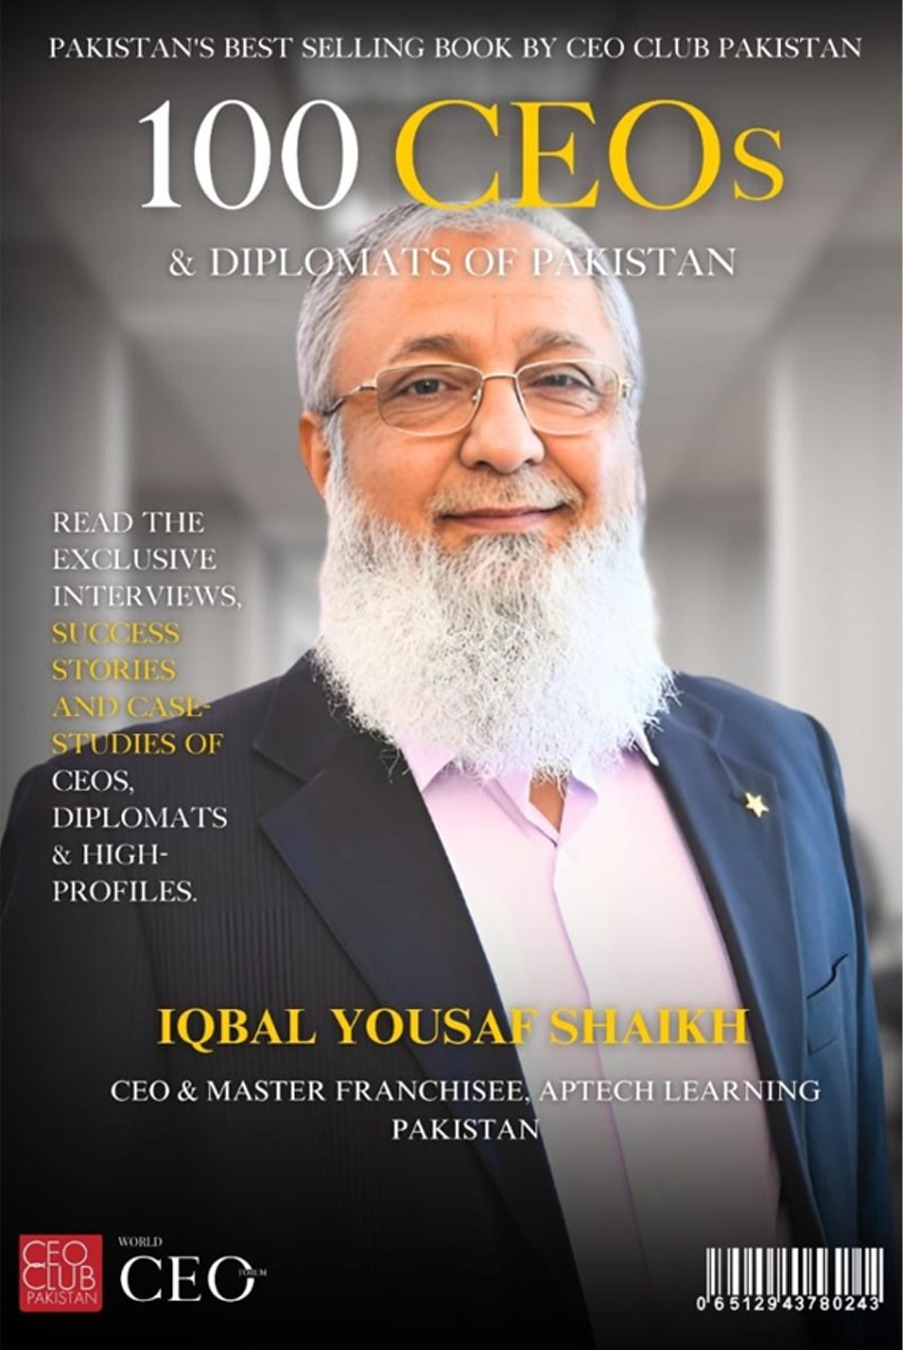 PAKISTAN'S BEST SELLING BOOK BY CEO CLUB PAKISTAN
100 CEOs
& DIPLOMATS OF PAKISTAN
READ THE
EXCLUSIVE
INTERVIEWS,
SUCCESS
STORIES
AND CASE-
STUDIES OF
CEOS,
DIPLOMATS
& HIGH-
PROFILES.
IQBAL YOUSAF SHAIKH
CEO & MASTER FRANCHISEE, APTECH LEARNING
PAKISTAN
CEO
CLUB
PAKISTAN
WORLD
CEO
FORUM
0 65129 43780243